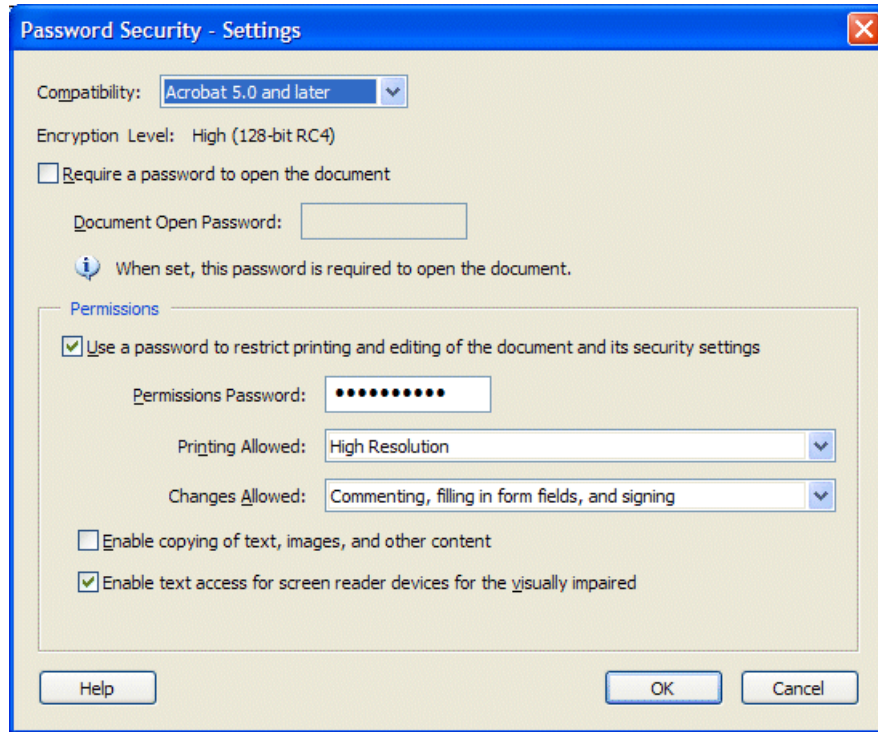 Password Security - Settings
Compatibility: Acrobat 5.0 and later
Encryption Level: High (128-bit RC4)
Require a password to open the document
Document Open Password:
When set, this password is required to open the document.
Permissions
Use a password to restrict printing and editing of the document and its security settings
Permissions Password: ••••••••••
Printing Allowed: High Resolution
Changes Allowed: Commenting, filling in form fields, and signing
Enable copying of text, images, and other content
Enable text access for screen reader devices for the visually impaired
Help OK Cancel